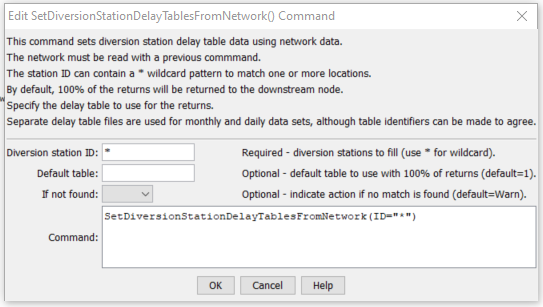 Edit SetDiversionStationDelayTablesFromNetwork() Command
This command sets diversion station delay table data using network data.
The network must be read with a previous commmand.
The station ID can contain a * wildcard pattern to match one or more locations.
By default, 100% of the returns will be returned to the downstream node.
Specify the delay table to use for the returns.
Separate delay table files are used for monthly and daily data sets, although table identifiers can be made to agree.
Diversion station ID: * Required - diversion stations to fill (use * for wildcard).
Default table: Optional - default table to use with 100% of returns (default=1).
If not found: Optional - indicate action if no match is found (default=Warn).
SetDiversionStationDelayTablesFromNetwork(ID="*")
Command:
OK Cancel Help